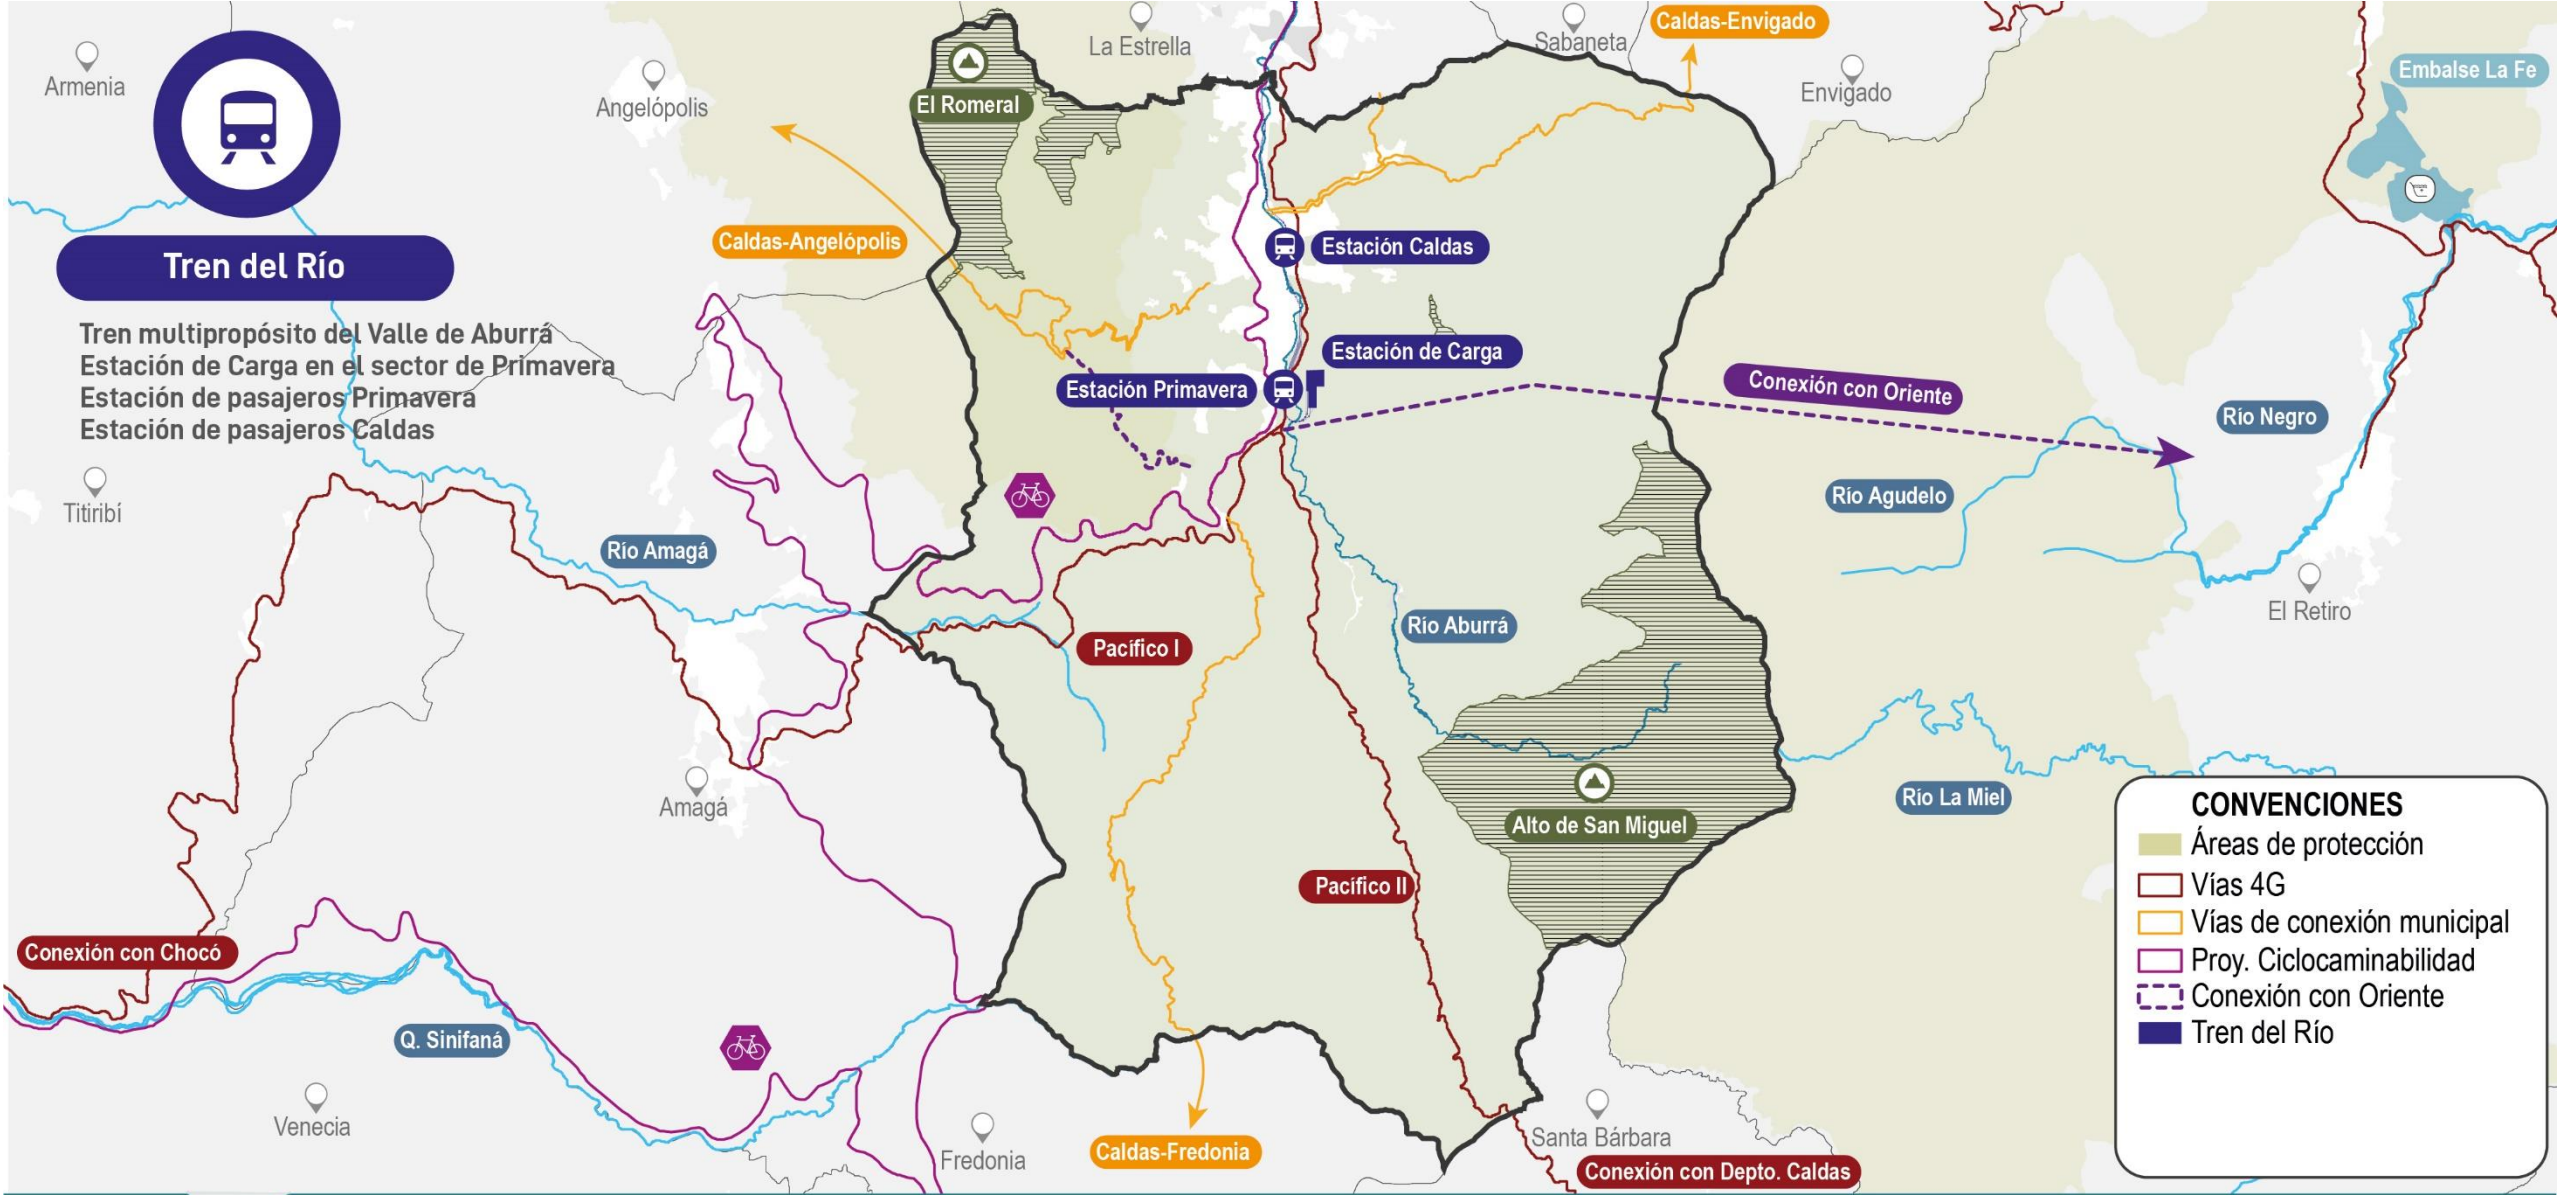 Armenia
La Estrella
Sabaneta
Caldas-Envigado
Envigado
Embalse La Fe
Angelópolis
El Romeral
Caldas-Angelópolis
Tren del Río
Estación Caldas
Tren multipropósito del Valle de Aburrá
Estación de Carga en el sector de Primavera
Estación de pasajeros Primavera
Estación de pasajeros Caldas
Estación de Carga
Estación Primavera
Conexión con Oriente
Río Negro
Titiribí
Río Agudelo
Río Amagá
El Retiro
Río Aburrá
Pacífico I
Amagá
Río La Miel
Alto de San Miguel
Pacífico II
Conexión con Chocó
Q. Sinifaná
Venecia
Fredonia
Caldas-Fredonia
Santa Bárbara
Conexión con Depto. Caldas
CONVENCIONES
Áreas de protección
Vías 4G
Vías de conexión municipal
Proy. Ciclocaminabilidad
Conexión con Oriente
Tren del Río